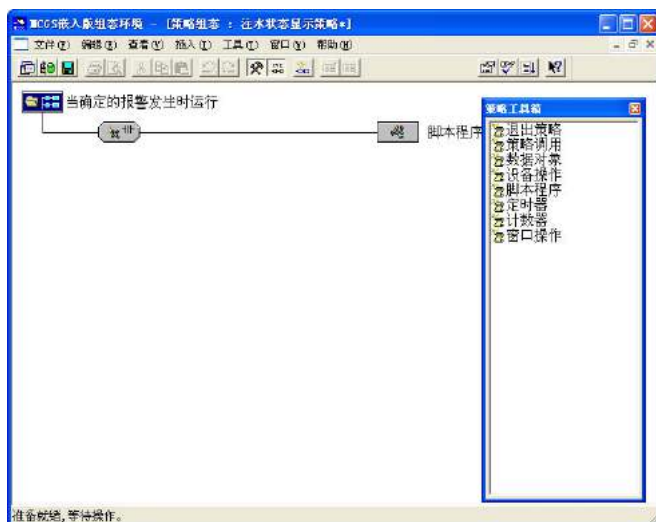 MCGS嵌入版组态环境 - [策略组态 : 注水状态显示策略*]
文件(F) 编辑(E) 查看(V) 插入(I) 工具(T) 窗口(W) 帮助(H)
当确定的报警发生时运行
脚本程序
策略工具箱
退出策略
策略调用
数据对象
设备操作
脚本程序
定时器
计数器
窗口操作
准备就绪,等待操作。